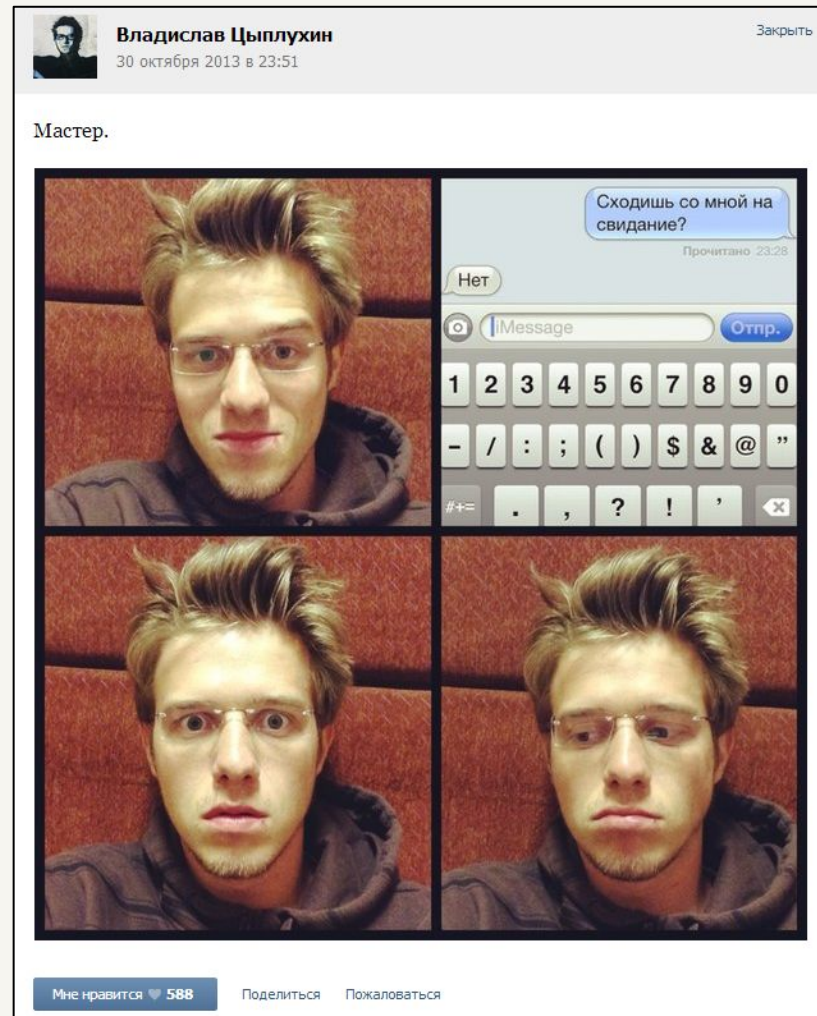 Владислав Цыплухин
Закрыть
30 октября 2013 в 23:51
Мастер.
Сходишь со мной на
свидание?
Прочитано 23:28
Нет
iMessage
Отпр.
1 2 3 4 5 6 7 8 9 0
- / : ; ( ) $ & @ "
#+= . , ? ! '
Мне нравится 588
Поделиться
Пожаловаться